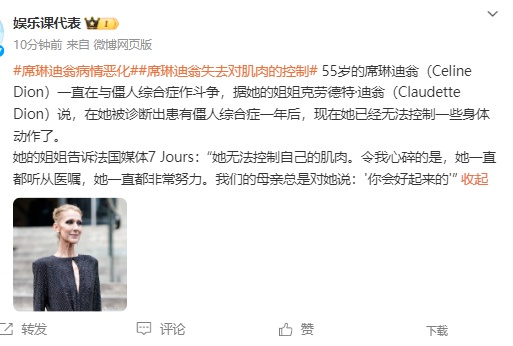 娱乐课代表 1
10分钟前 来自 微博网页版
#席琳迪翁病情恶化##席琳迪翁失去对肌肉的控制# 55岁的席琳迪翁（Celine
Dion）一直在与僵人综合症作斗争，据她的姐姐克劳德特·迪翁（Claudette
Dion）说，在她被诊断出患有僵人综合症一年后，现在她已经无法控制一些身体
动作了。
她的姐姐告诉法国媒体7 Jours：“她无法控制自己的肌肉。令我心碎的是，她一直
都听从医嘱，她一直都非常努力。我们的母亲总是对她说：'你会好起来的'” 收起
转发 评论 赞 下载